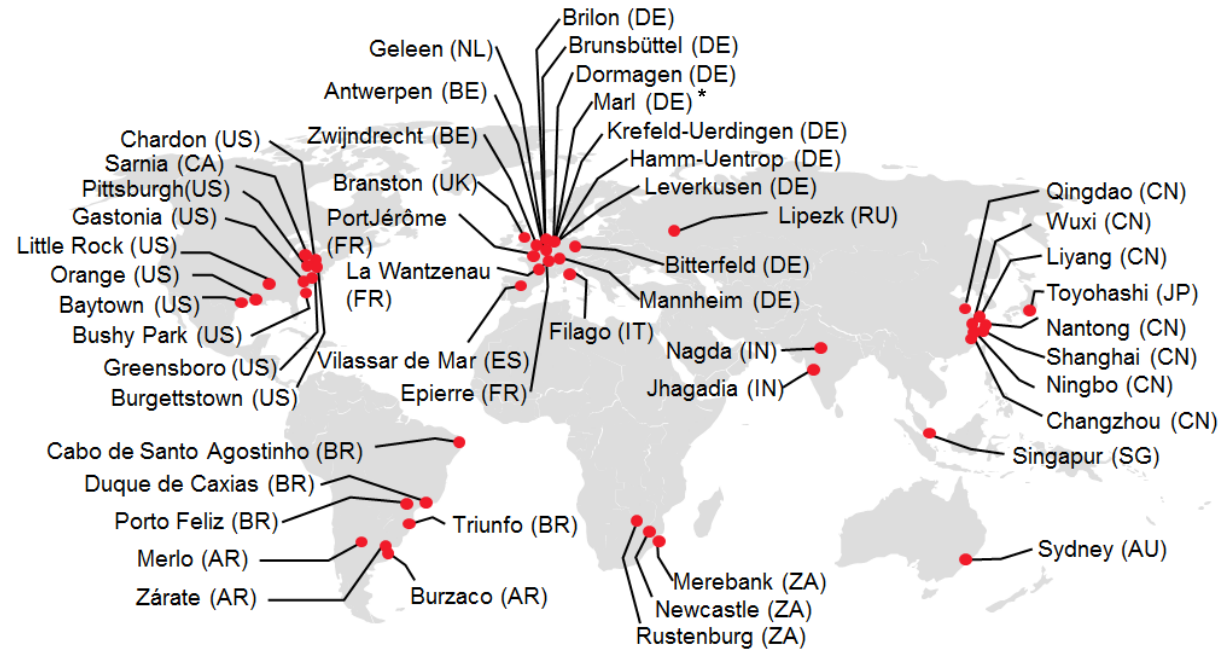 Brilon (DE)
Geleen (NL)
Brunsbüttel (DE)
Dormagen (DE)
Antwerpen (BE)
Marl (DE) *
Chardon (US)
Zwijndrecht (BE)
Krefeld-Uerdingen (DE)
Sarnia (CA)
Hamm-Uentrop (DE)
Pittsburgh(US)
Branston (UK)
Leverkusen (DE)
Qingdao (CN)
Gastonia (US)
PortJérôme
(FR)
Lipezk (RU)
Wuxi (CN)
Little Rock (US)
Liyang (CN)
Orange (US)
La Wantzenau
(FR)
Bitterfeld (DE)
Toyohashi (JP)
Baytown (US)
Mannheim (DE)
Nantong (CN)
Bushy Park (US)
Filago (IT)
Shanghai (CN)
Greensboro (US)
Vilassar de Mar (ES)
Nagda (IN)
Ningbo (CN)
Burgettstown (US)
Epierre (FR)
Jhagadia (IN)
Changzhou (CN)
Cabo de Santo Agostinho (BR)
Singapur (SG)
Duque de Caxias (BR)
Porto Feliz (BR)
Triunfo (BR)
Merlo (AR)
Sydney (AU)
Zárate (AR)
Burzaco (AR)
Merebank (ZA)
Newcastle (ZA)
Rustenburg (ZA)